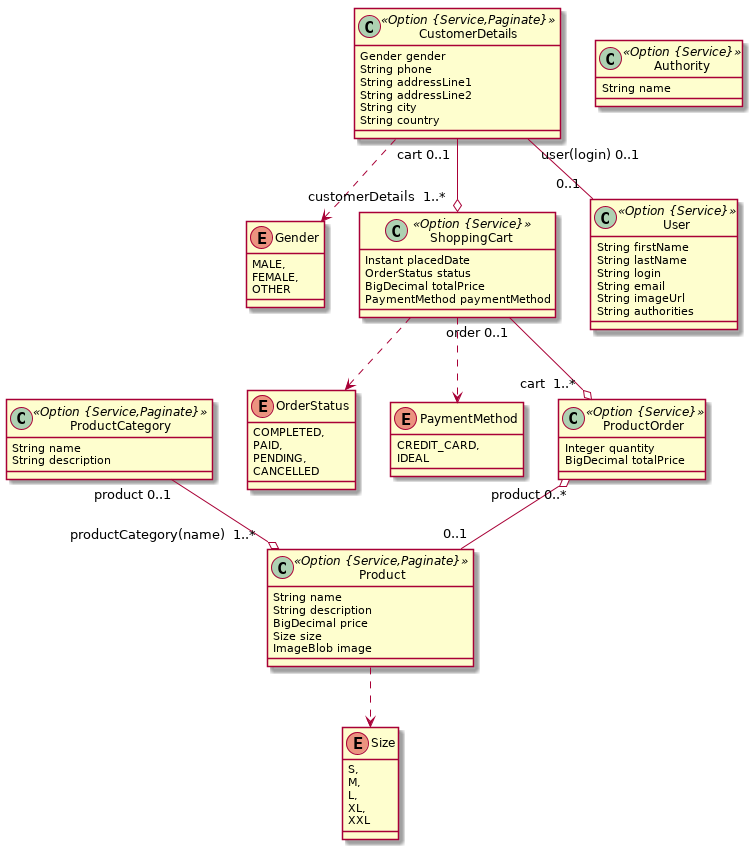 C «Option {Service,Paginate}»
CustomerDetails
Gender gender
String phone
String addressLine1
String addressLine2
String city
String country
C «Option {Service}»
Authority
String name
cart 0..1
user(login) 0..1
customerDetails 1..*
0..1
E Gender
MALE,
FEMALE,
OTHER
C «Option {Service}»
ShoppingCart
Instant placedDate
OrderStatus status
BigDecimal totalPrice
PaymentMethod paymentMethod
C «Option {Service}»
User
String firstName
String lastName
String login
String email
String imageUrl
String authorities
order 0..1
cart 1..*
C «Option {Service,Paginate}»
ProductCategory
String name
String description
E OrderStatus
COMPLETED,
PAID,
PENDING,
CANCELLED
E PaymentMethod
CREDIT_CARD,
IDEAL
C «Option {Service}»
ProductOrder
Integer quantity
BigDecimal totalPrice
product 0..1
product 0..*
productCategory(name) 1..*
0..1
C «Option {Service,Paginate}»
Product
String name
String description
BigDecimal price
Size size
ImageBlob image
E Size
S,
M,
L,
XL,
XXL